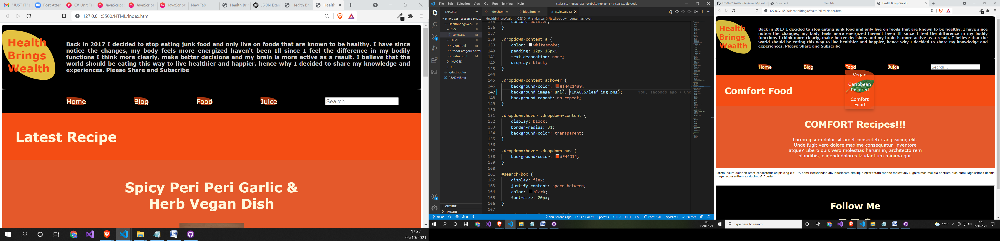 "JUST IT"
Post Atten
C# Unit Te
JavaScript
JavaScript
JavaScript
New Tab
Health Brin
JSON Exam
Health Brin
Health
127.0.0.1:5500/HTML/index.html
Health
Brings
Wealth
Back in 2017 I decided to stop eating junk food and only live on foods that are known to be healthy. I have since
notice the changes, my body feels more energized haven't been Ill since I feel the difference in my bodily
functions I think more clearly, make better decisions and my brain is more active as a result. I believe that the
world should be eating this way to live healthier and happier, hence why I decided to share my knowledge and
experiences. Please Share and Subscribe
Home Blog Food Juice Search...
Latest Recipe
Spicy Peri Peri Garlic &
Herb Vegan Dish
17:23
05/10/2021
File Edit Selection View Go Run Terminal Help
styles.css - HTML-CSS--Website-Project-1 - Visual Studio Code
EXPLORER
HTML-CSS--WEBSITE-PRO...
HealthBringsWe...
CSS
# styles.css M
HTML
blog.html M
foodCategories.html
index.html M
IMAGES
JS
.gitattributes
README.md
OUTLINE
TIMELINE
index.html M
blog.html M
# styles.css M
HealthBringsWealth > CSS > # styles.css > .dropdown-content a:hover
135 cursor: pointer;
136 }
137
138 .dropdown-content a {
139 color: whitesmoke;
140 padding: 12px 16px;
141 text-decoration: none;
142 display: block;
143 }
144
145 .dropdown-content a:hover {
146 background-color: #f44c14a9;
147 background-image: url(../IMAGES/leaf-img.png); You, seconds ago • Unc
148 background-repeat: no-repeat;
149 }
150
151 .dropdown:hover .dropdown-content {
152 display: block;
153 border-radius: 3%;
154 background-color: transparent;
155 }
156
157 .dropdown:hover .dropdown-nav {
158 background-color: #F44D14;
159 }
160
161 #search-box {
162 display: flex;
163 justify-content: space-between;
164 color: black;
165 font-size: 20px;
166 }
167
main* 0 0 You, seconds ago Ln 147, Col 29 Spaces: 4 UTF-8 CRLF CSS Port : 5500 Stylelint+ Prettier
17:23
05/10/2021
HTML-CSS--Website-Project-1/Health
Document
New Tab
Health Brings Wealth
127.0.0.1:5500/HealthBringsWealth/HTML/index.html
Health
Brings
Wealth
Back in 2017 I decided to stop eating junk food and only live on foods that are known to be healthy. I have since
notice the changes, my body feels more energized haven't been Ill since I feel the difference in my bodily
functions I think more clearly, make better decisions and my brain is more active as a result. I believe that the
world should be eating this way to live healthier and happier, hence why I decided to share my knowledge and
experiences. Please Share and Subscribe
Home Blog Food Juice Search...
Vegan
Caribbean
Inspired
Comfort
Food
Comfort Food
COMFORT Recipes!!!
Lorem ipsum dolor sit amet consectetur adipisicing elit.
Unde fugit vero dolore maxime consequatur, inventore
atque? Libero quis vero molestias harum in, architecto rem
blanditiis, eligendi dolores laudantium minima qui.
Lorem ipsum dolor sit amet consectetur adipisicing elit. Ut, nam! Recusandae ab, laboriosam similique error totam ratione molestiae? Dignissimos mollitia aperiam quis eum! Dignissimos debitis
magni accusantium ex ducimus? Aperiam.
Follow Me
Type here to search
14°C
17:23
05/10/2021